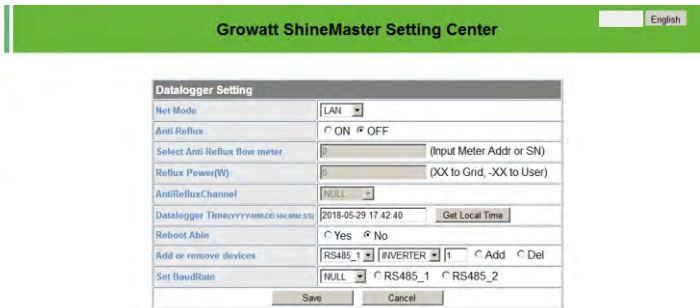 Growatt ShineMaster Setting Center
English
Datalogger Setting
Net Mode LAN
Anti-Reflux ON OFF
Select Anti-Reflux flow meter 0 (Input Meter Addr or SN)
Reflux Power(W) 0 (XX to Grid, -XX to User)
AntiRefluxChannel NULL
Datalogger Time(YYYY-MM-DD HH:MM:SS) 2018-05-29 17:42:40 Get Local Time
Reboot Able Yes No
Add or remove devices RS485_1 INVERTER 1 Add Del
Set BaudRate NULL RS485_1 RS485_2
Save Cancel